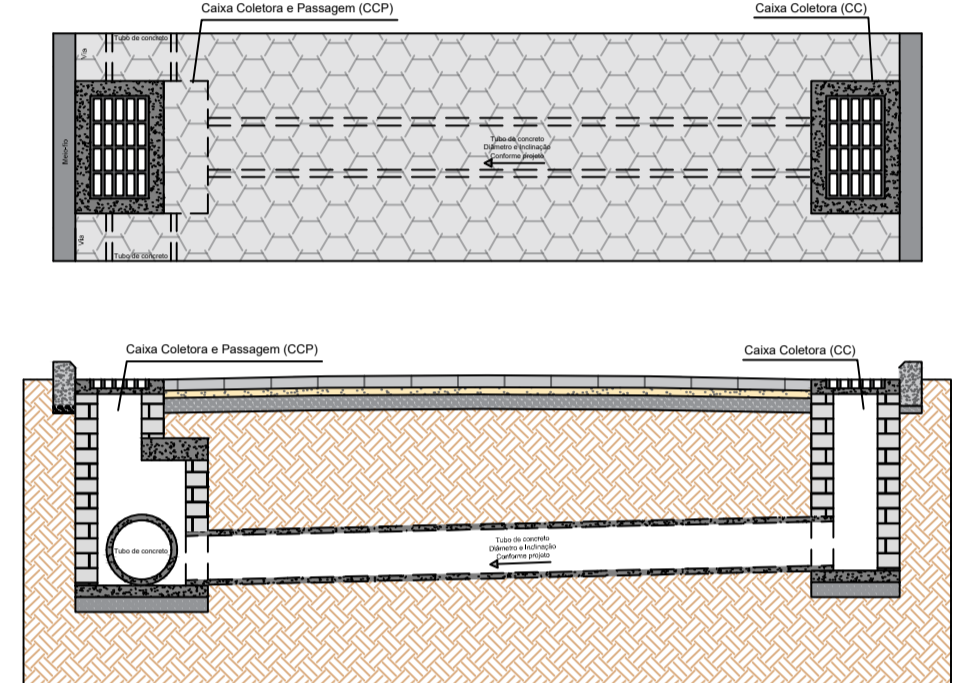 Caixa Coletora e Passagem (CCP)
Caixa Coletora (CC)
Tubo de concreto
Via
Meio-fio
Tubo de concreto
Diâmetro e Inclinação
Conforme projeto
Via
Tubo de concreto
Caixa Coletora e Passagem (CCP)
Caixa Coletora (CC)
Tubo de concreto
Tubo de concreto
Diâmetro e Inclinação
Conforme projeto